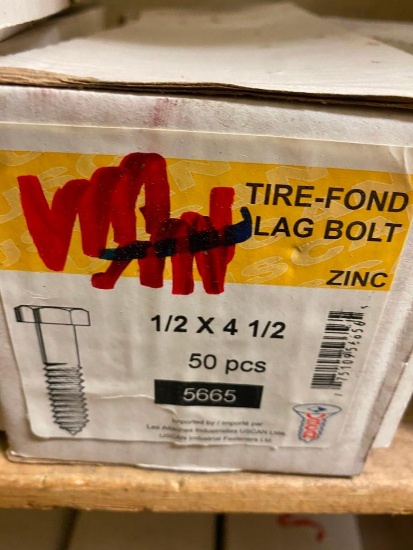 TIRE-FOND
LAG BOLT
ZINC
1/2 X 4 1/2
50 pcs
5665
Imported by / importé par
Les Attaches Industrielles USCAN Ltée
USCAN Industrial Fasteners Ltd.